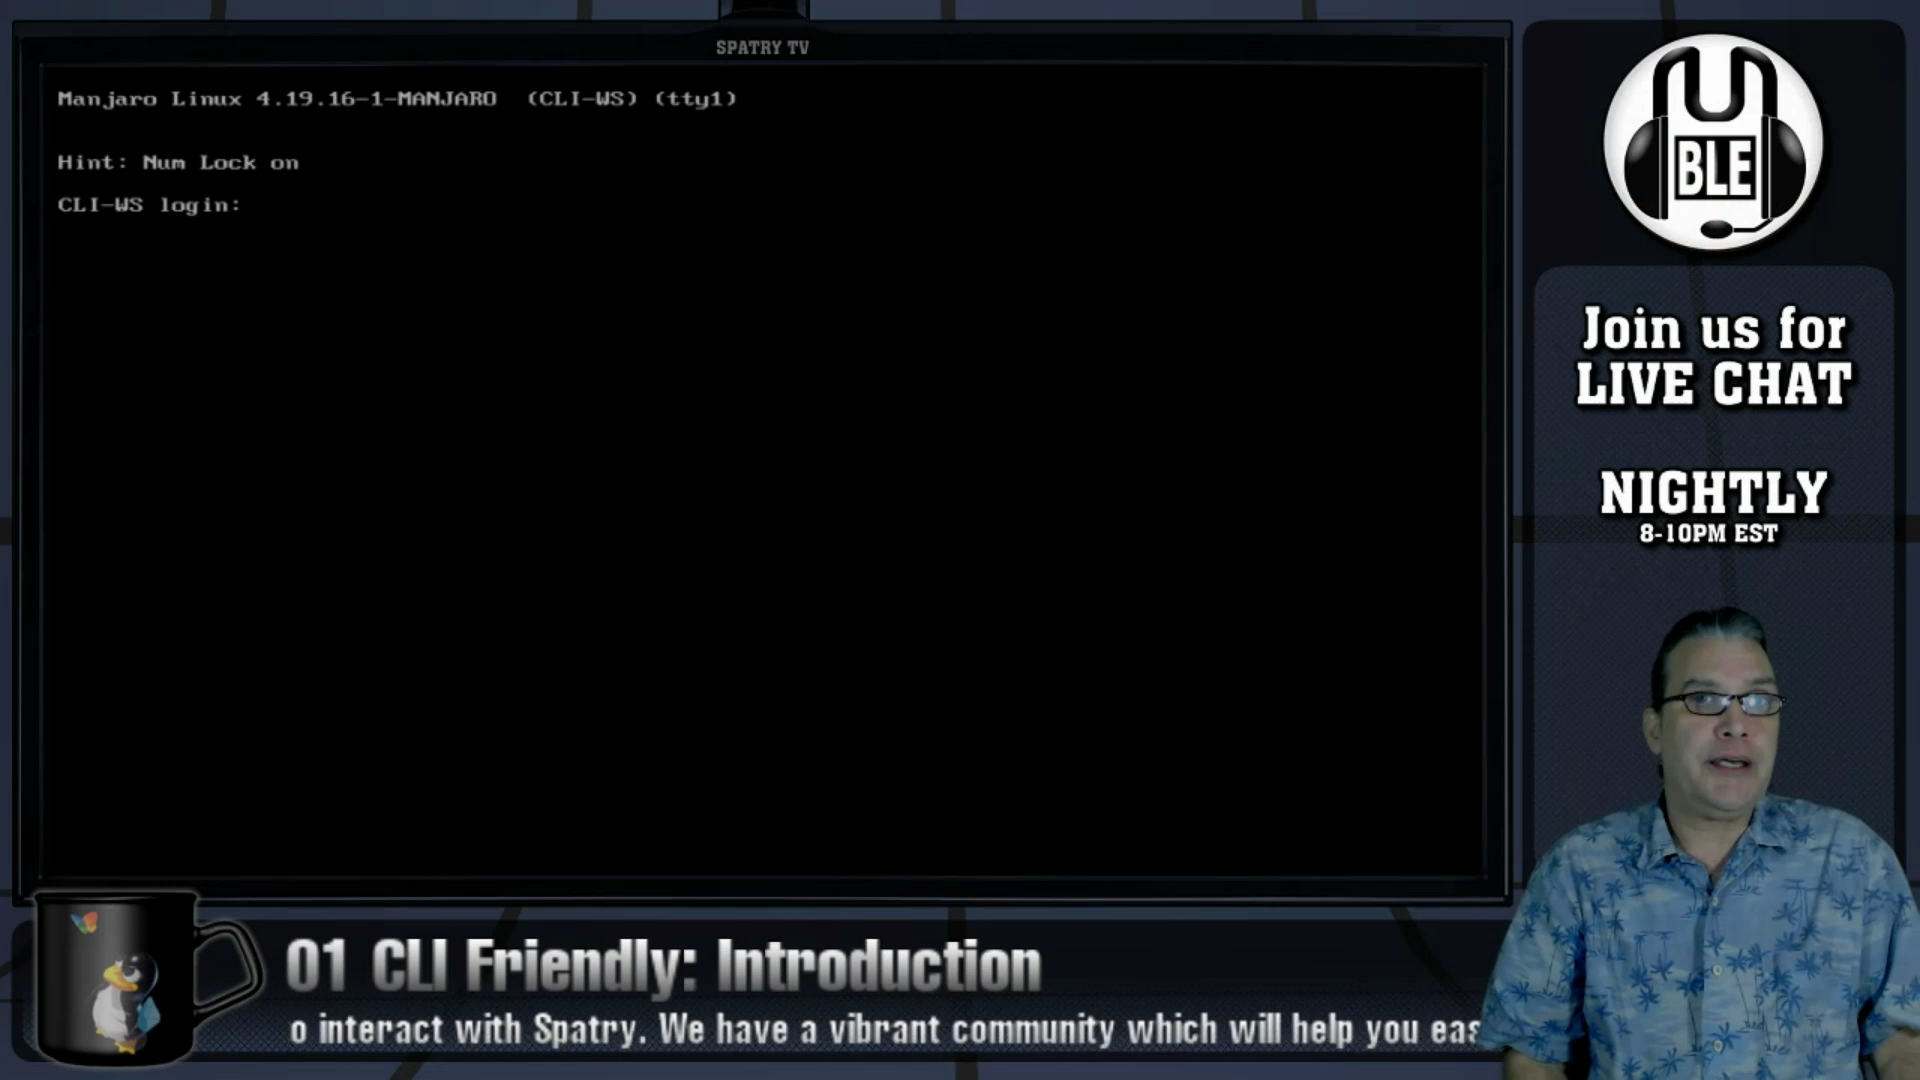 SPATRY TV
Manjaro Linux 4.19.16-1-MANJARO (CLI-WS) (tty1)
Hint: Num Lock on
CLI-WS login:
BLE
Join us for
LIVE CHAT
NIGHTLY
8-10PM EST
01 CLI Friendly: Introduction
o interact with Spatry. We have a vibrant community which will help you eas